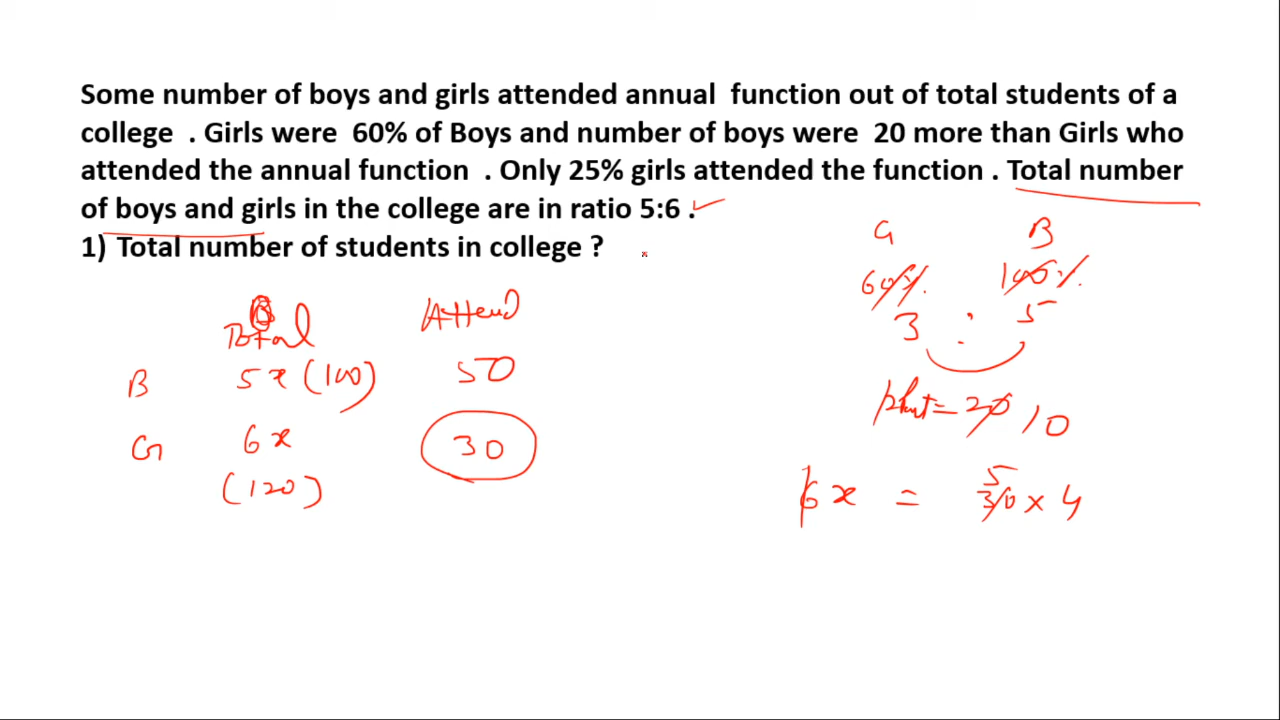 Some number of boys and girls attended annual function out of total students of a
college . Girls were 60% of Boys and number of boys were 20 more than Girls who
attended the annual function . Only 25% girls attended the function . Total number
of boys and girls in the college are in ratio 5:6 .
1) Total number of students in college ?
G B
60% 100%
3 : 5
20 10
6x = 30 5 x 4
Total Attend
B 5x (100) 50
G 6x 30
(120)